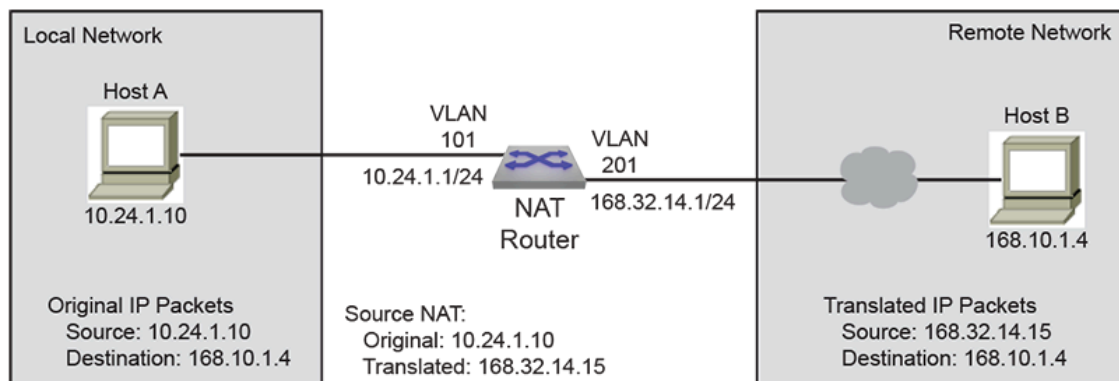 Local Network
Host A
10.24.1.10
Original IP Packets
Source: 10.24.1.10
Destination: 168.10.1.4
VLAN
101
10.24.1.1/24
VLAN
201
168.32.14.1/24
NAT
Router
Source NAT:
Original: 10.24.1.10
Translated: 168.32.14.15
Remote Network
Host B
168.10.1.4
Translated IP Packets
Source: 168.32.14.15
Destination: 168.10.1.4